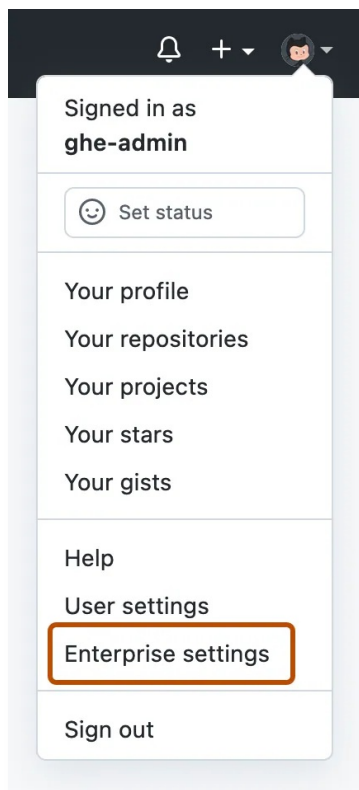 Signed in as
ghe-admin
Set status
Your profile
Your repositories
Your projects
Your stars
Your gists
Help
User settings
Enterprise settings
Sign out